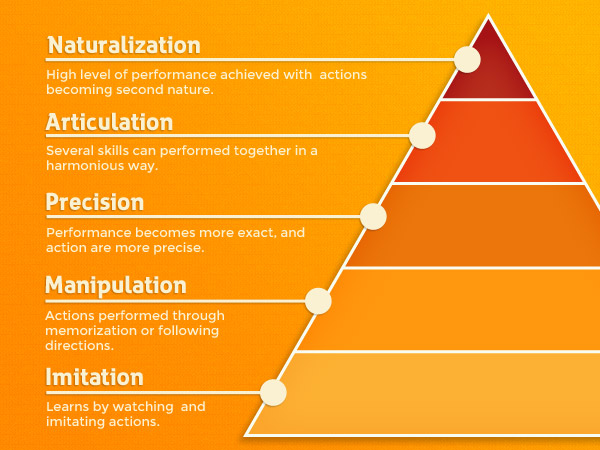 Naturalization
High level of performance achieved with actions
becoming second nature.
Articulation
Several skills can performed together in a
harmonious way.
Precision
Performance becomes more exact, and
action are more precise.
Manipulation
Actions performed through
memorization or following
directions.
Imitation
Learns by watching and
imitating actions.